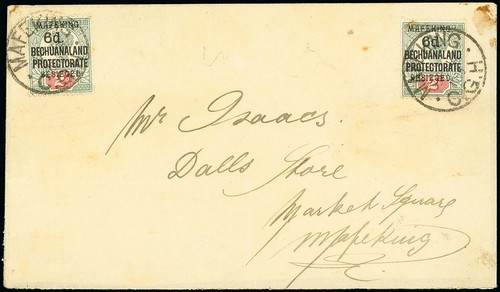 MAFEKING,
6d.
BECHUANALAND
PROTECTORATE
BESIEGED.
MAFEKING,
6d.
BECHUANALAND
PROTECTORATE
BESIEGED.
Mr Isaacs.
Dalls Store
Market Square
Mafeking